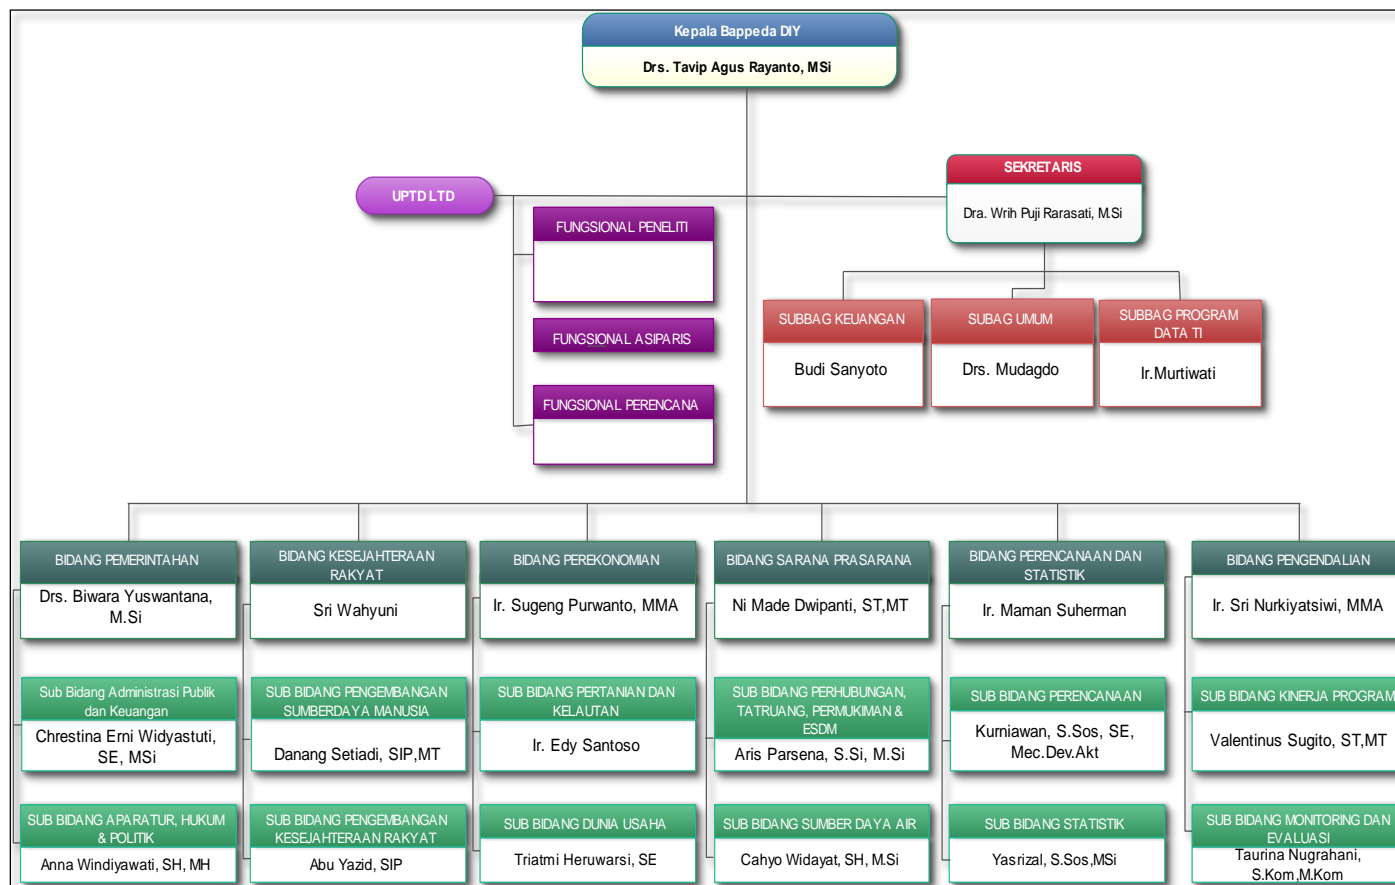 Kepala Bappeda DIY
Drs. Tavip Agus Rayanto, MSi
SEKRETARIS
Dra. Wrih Puji Rarasati, M.Si
UPTD LTD
FUNGSIONAL PENELITI
FUNGSIONAL ASIPARIS
FUNGSIONAL PERENCANA
SUBBAG KEUANGAN
Budi Sanyoto
SUBAG UMUM
Drs. Mudagdo
SUBBAG PROGRAM
DATA TI
Ir.Murtiwati
BIDANG PEMERINTAHAN
Drs. Biwara Yuswantana,
M.Si
BIDANG KESEJAHTERAAN
RAKYAT
Sri Wahyuni
BIDANG PEREKONOMIAN
Ir. Sugeng Purwanto, MMA
BIDANG SARANA PRASARANA
Ni Made Dwipanti, ST,MT
BIDANG PERENCANAAN DAN
STATISTIK
Ir. Maman Suherman
BIDANG PENGENDALIAN
Ir. Sri Nurkiyatsiwi, MMA
Sub Bidang Administrasi Publik
dan Keuangan
Chrestina Erni Widyastuti,
SE, MSi
SUB BIDANG PENGEMBANGAN
SUMBERDAYA MANUSIA
Danang Setiadi, SIP,MT
SUB BIDANG PERTANIAN DAN
KELAUTAN
Ir. Edy Santoso
SUB BIDANG PERHUBUNGAN,
TATRUANG, PERMUKIMAN &
ESDM
Aris Parsena, S.Si, M.Si
SUB BIDANG PERENCANAAN
Kurniawan, S.Sos, SE,
Mec.Dev.Akt
SUB BIDANG KINERJA PROGRAM
Valentinus Sugito, ST,MT
SUB BIDANG APARATUR, HUKUM
& POLITIK
Anna Windiyawati, SH, MH
SUB BIDANG PENGEMBANGAN
KESEJAHTERAAN RAKYAT
Abu Yazid, SIP
SUB BIDANG DUNIA USAHA
Triatmi Heruwarsi, SE
SUB BIDANG SUMBER DAYA AIR
Cahyo Widayat, SH, M.Si
SUB BIDANG STATISTIK
Yasrizal, S.Sos,MSi
SUB BIDANG MONITORING DAN
EVALUASI
Taurina Nugrahani,
S.Kom,M.Kom